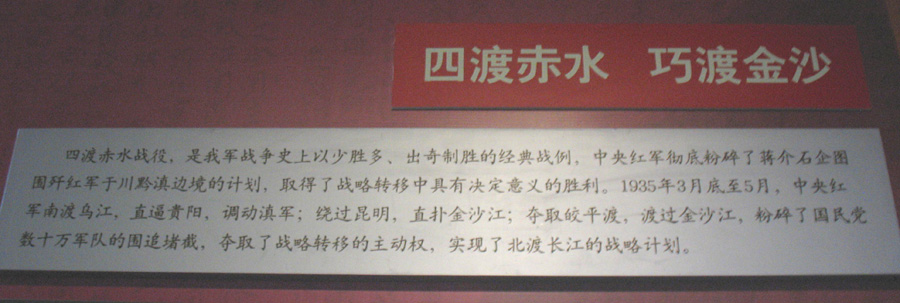 四渡赤水 巧渡金沙
四渡赤水战役，是我军战争史上以少胜多、出奇制胜的经典战例，中央红军彻底粉碎了蒋介石企图
围歼红军于川黔滇边境的计划，取得了战略转移中具有决定意义的胜利。1935年3月底至5月，中央红
军南渡乌江，直逼贵阳，调动滇军；绕过昆明，直扑金沙江；夺取皎平渡，渡过金沙江，粉碎了国民党
数十万军队的围追堵截，夺取了战略转移的主动权，实现了北渡长江的战略计划。